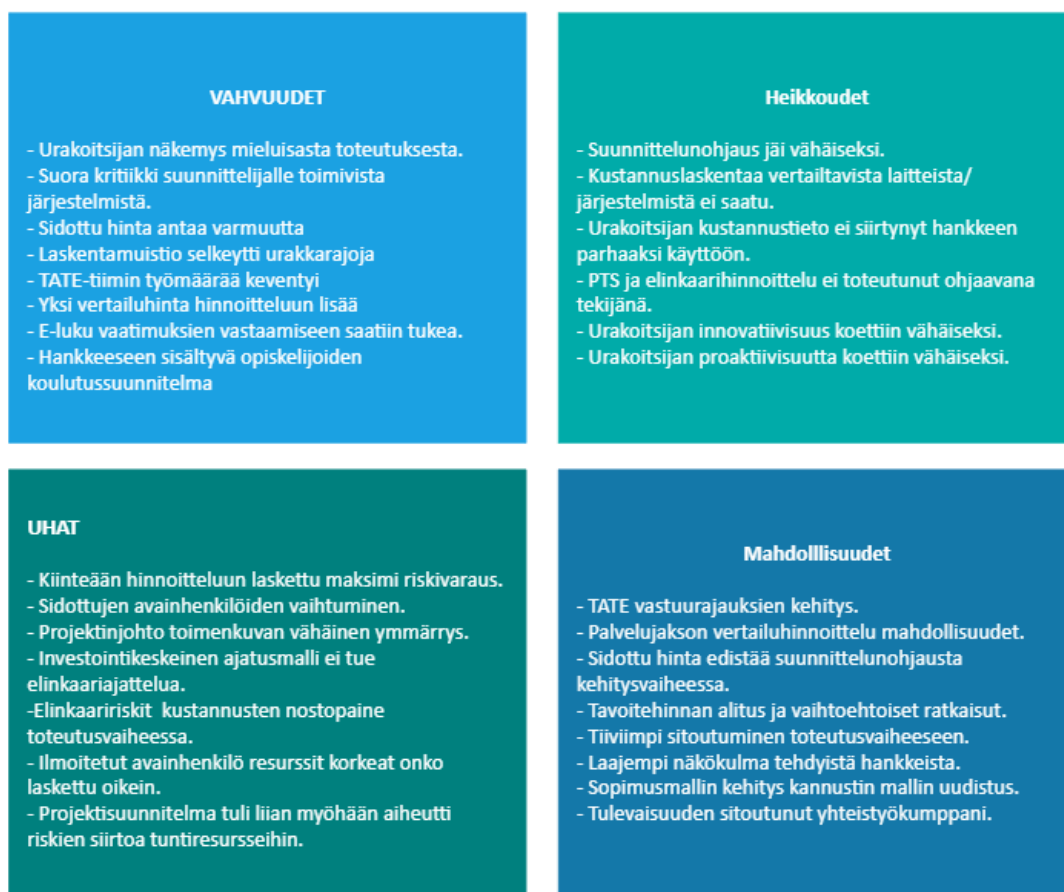 VAHVUUDET
- Urakoitsijan näkemys mieluisasta toteutuksesta.
- Suora kritiikki suunnittelijalle toimivista
järjestelmistä.
- Sidottu hinta antaa varmuutta
- Laskentamuistio selkeytti urakkarajoja
- TATE-tiimin työmäärää keventyi
- Yksi vertailuhinta hinnoitteluun lisää
- E-luku vaatimuksien vastaamiseen saatiin tukea.
- Hankkeeseen sisältyvä opiskelijoiden
koulutussuunnitelma
Heikkoudet
- Suunnittelunohjaus jäi vähäiseksi.
- Kustannuslaskentaa vertailtavista laitteista/
järjestelmistä ei saatu.
- Urakoitsijan kustannustieto ei siirtynyt hankkeen
parhaaksi käyttöön.
- PTS ja elinkaarihinnoittelu ei toteutunut ohjaavana
tekijänä.
- Urakoitsijan innovatiivisuus koettiin vähäiseksi.
- Urakoitsijan proaktiivisuutta koettiin vähäiseksi.
UHAT
- Kiinteään hinnoitteluun laskettu maksimi riskivaraus.
- Sidottujen avainhenkilöiden vaihtuminen.
- Projektinjohto toimenkuvan vähäinen ymmärrys.
- Investointikeskeinen ajatusmalli ei tue
elinkaariajattelua.
-Elinkaaririskit  kustannusten nostopaine
toteutusvaiheessa.
- Ilmoitetut avainhenkilö resurssit korkeat onko
laskettu oikein.
- Projektisuunnitelma tuli liian myöhään aiheutti
riskien siirtoa tuntiresursseihin.
Mahdolllisuudet
- TATE vastuurajauksien kehitys.
- Palvelujakson vertailuhinnoittelu mahdollisuudet.
- Sidottu hinta edistää suunnittelunohjausta
kehitysvaiheessa.
- Tavoitehinnan alitus ja vaihtoehtoiset ratkaisut.
- Tiiviimpi sitoutuminen toteutusvaiheeseen.
- Laajempi näkökulma tehdyistä hankkeista.
- Sopimusmallin kehitys kannustin mallin uudistus.
- Tulevaisuuden sitoutunut yhteistyökumppani.